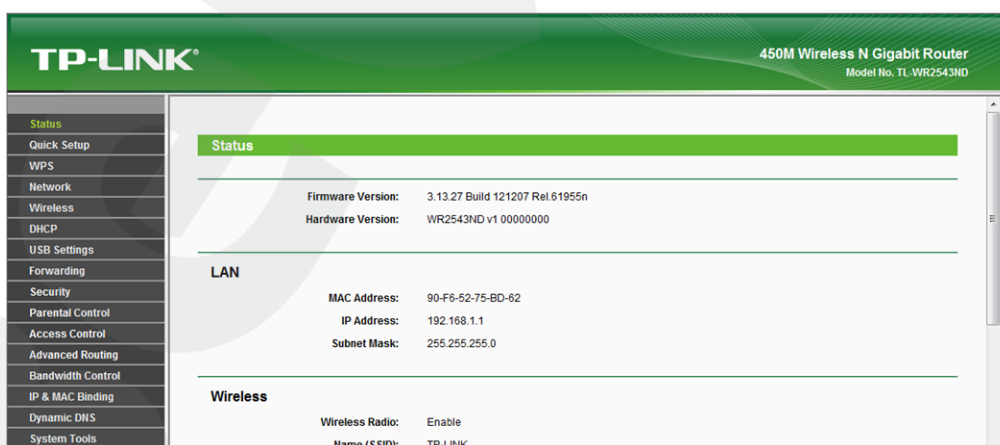 TP-LINK®
450M Wireless N Gigabit Router
Model No. TL-WR2543ND
Status
Quick Setup
WPS
Network
Wireless
DHCP
USB Settings
Forwarding
Security
Parental Control
Access Control
Advanced Routing
Bandwidth Control
IP & MAC Binding
Dynamic DNS
System Tools
Status
Firmware Version: 3.13.27 Build 121207 Rel.61955n
Hardware Version: WR2543ND v1 00000000
LAN
MAC Address: 90-F6-52-75-BD-62
IP Address: 192.168.1.1
Subnet Mask: 255.255.255.0
Wireless
Wireless Radio: Enable
Name (SSID): TP-LINK